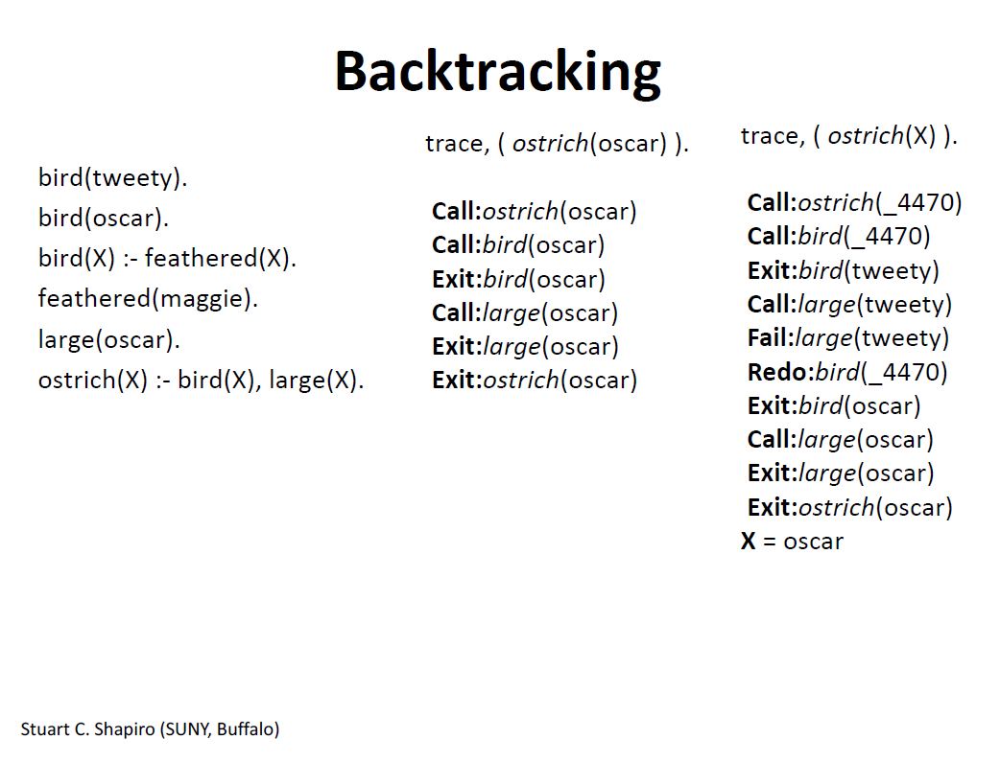 Backtracking
bird(tweety).
bird(oscar).
bird(X) :- feathered(X).
feathered(maggie).
large(oscar).
ostrich(X) :- bird(X), large(X).
trace, ( ostrich(oscar) ).
Call:ostrich(oscar)
Call:bird(oscar)
Exit:bird(oscar)
Call:large(oscar)
Exit:large(oscar)
Exit:ostrich(oscar)
trace, ( ostrich(X) ).
Call:ostrich(_4470)
Call:bird(_4470)
Exit:bird(tweety)
Call:large(tweety)
Fail:large(tweety)
Redo:bird(_4470)
Exit:bird(oscar)
Call:large(oscar)
Exit:large(oscar)
Exit:ostrich(oscar)
X = oscar
Stuart C. Shapiro (SUNY, Buffalo)